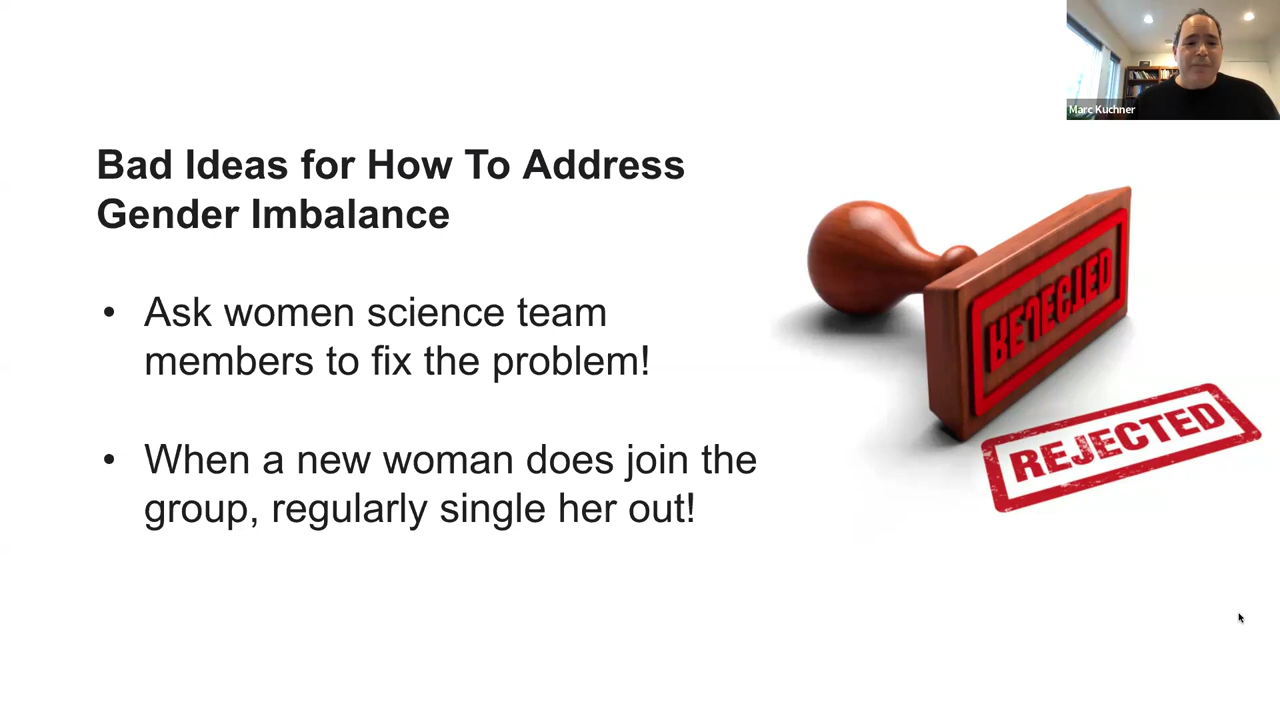 Marc Kuchner
Bad Ideas for How To Address
Gender Imbalance
• Ask women science team
members to fix the problem!
• When a new woman does join the
group, regularly single her out!
REJECTED
REJECTED